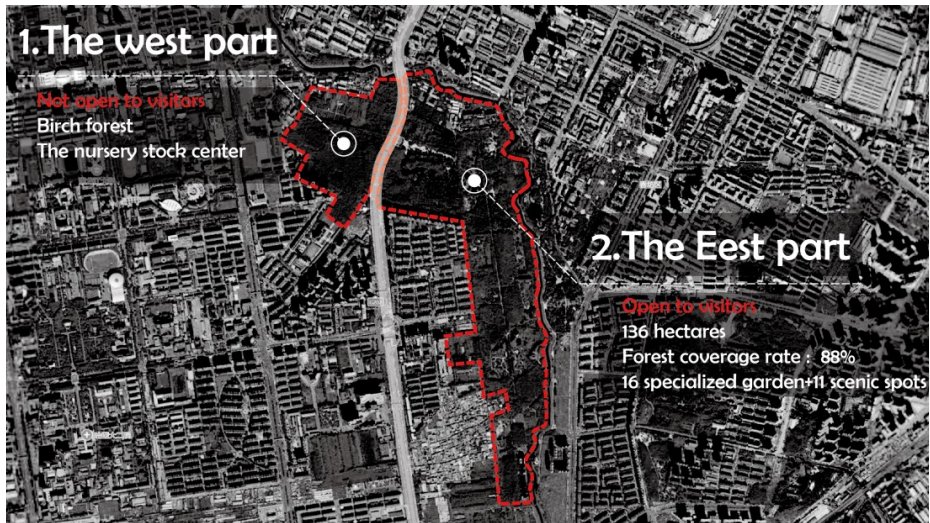 1.The west part
Not open to visitors
Birch forest
The nursery stock center
2.The Eest part
Open to visitors
136 hectares
Forest coverage rate : 88%
16 specialized garden+11 scenic spots